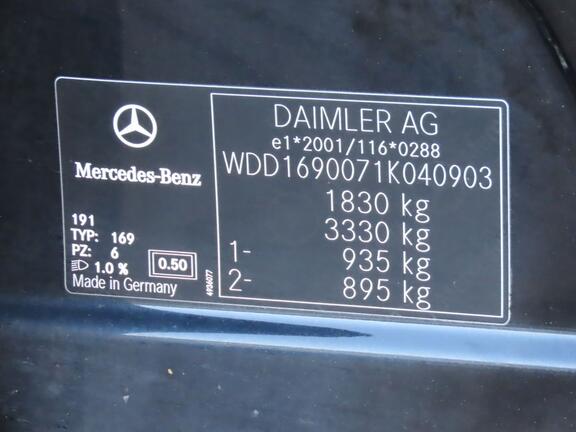 Mercedes-Benz
191
TYP: 169
PZ: 6
1.0 %
0.50
Made in Germany
4936077
DAIMLER AG
e1*2001/116*0288
WDD1690071K040903
1830 kg
3330 kg
1- 935 kg
2- 895 kg